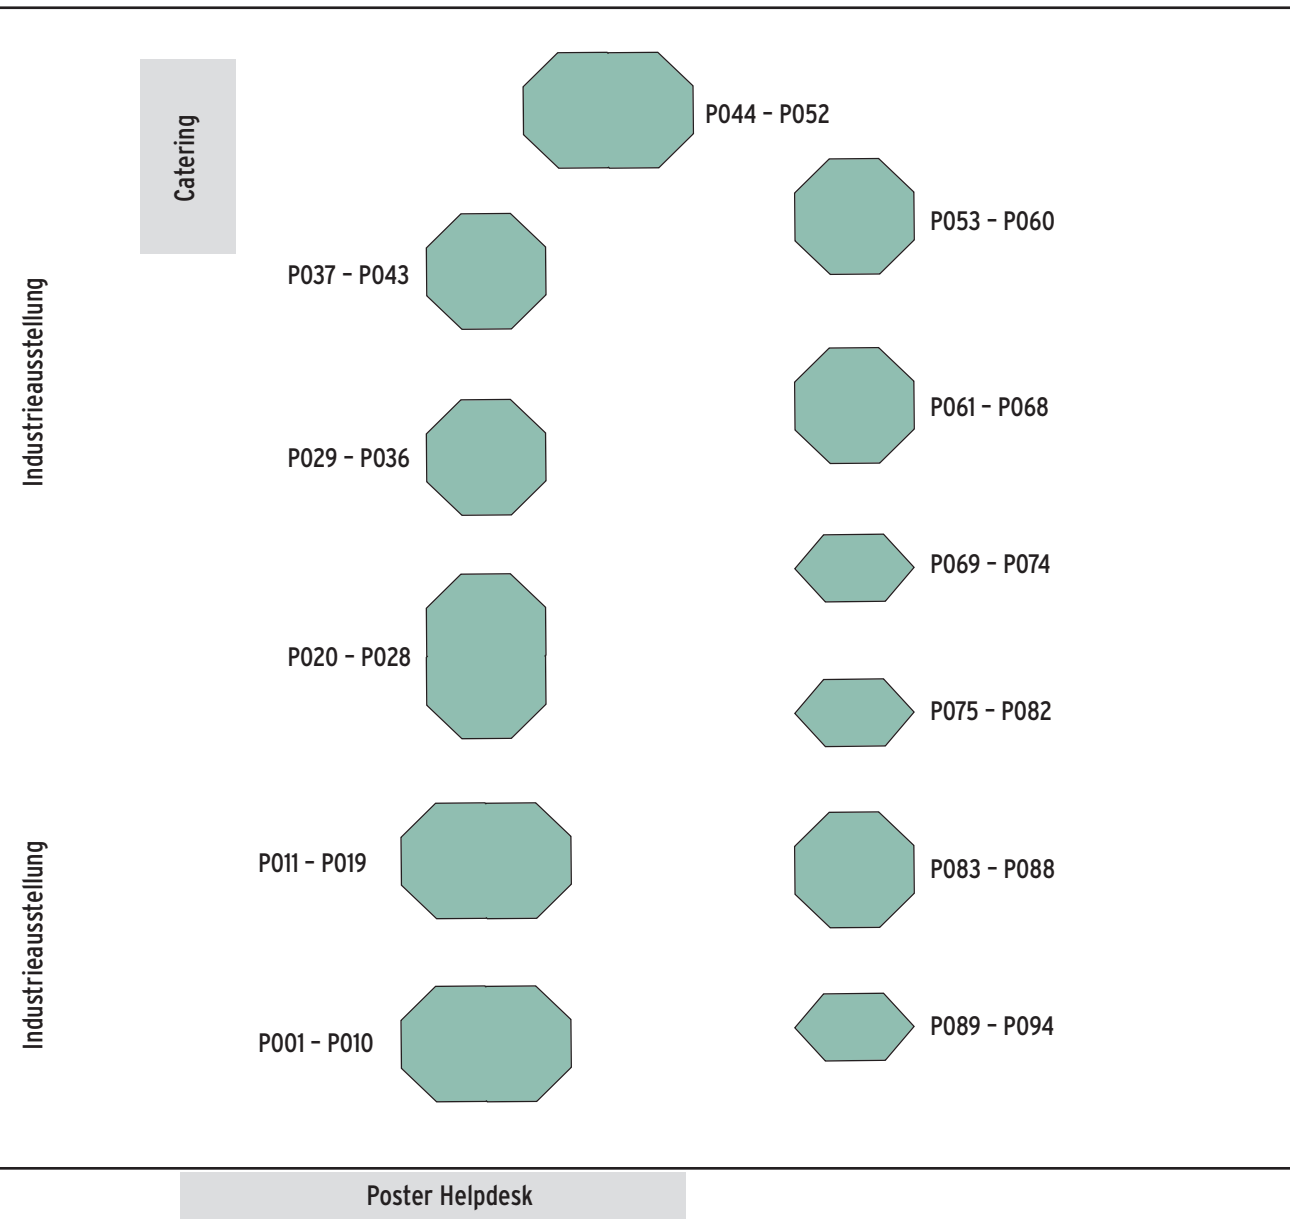 Catering
P044 – P052
P053 – P060
P037 – P043
Industrieausstellung
P061 – P068
P029 – P036
P069 – P074
P020 – P028
P075 – P082
P011 – P019
P083 – P088
Industrieausstellung
P001 – P010
P089 – P094
Poster Helpdesk